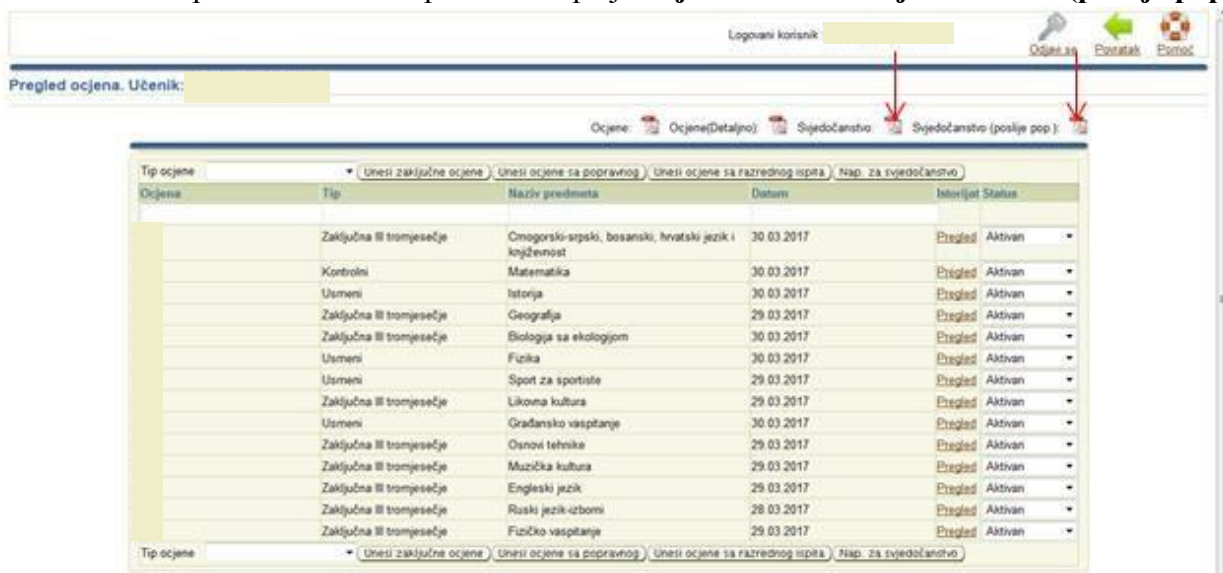 Logovani korisnik
Odjavi se Povratak Pomoć
Pregled ocjena. Učenik:
Ocjene: Ocjene(Detaljno): Svjedočanstvo: Svjedočanstvo (poslije pop.):
Tip ocjene Unesi zaključne ocjene Unesi ocjene sa popravnog Unesi ocjene sa razrednog ispita Nap. za svjedočanstvo
Ocjena Tip Naziv predmeta Datum Istorijat Status
Zaključna III tromjesečje Crnogorski-srpski, bosanski, hrvatski jezik i književnost 30.03.2017 Pregled Aktivan
Kontrolni Matematika 30.03.2017 Pregled Aktivan
Usmeni Istorija 30.03.2017 Pregled Aktivan
Zaključna III tromjesečje Geografija 29.03.2017 Pregled Aktivan
Zaključna III tromjesečje Biologija sa ekologijom 30.03.2017 Pregled Aktivan
Usmeni Fizika 30.03.2017 Pregled Aktivan
Usmeni Sport za sportiste 29.03.2017 Pregled Aktivan
Zaključna III tromjesečje Likovna kultura 29.03.2017 Pregled Aktivan
Usmeni Građansko vaspitanje 30.03.2017 Pregled Aktivan
Zaključna III tromjesečje Osnovi tehnike 29.03.2017 Pregled Aktivan
Zaključna III tromjesečje Muzička kultura 29.03.2017 Pregled Aktivan
Zaključna III tromjesečje Engleski jezik 29.03.2017 Pregled Aktivan
Zaključna III tromjesečje Ruski jezik-izborni 28.03.2017 Pregled Aktivan
Zaključna III tromjesečje Fizičko vaspitanje 29.03.2017 Pregled Aktivan
Tip ocjene Unesi zaključne ocjene Unesi ocjene sa popravnog Unesi ocjene sa razrednog ispita Nap. za svjedočanstvo